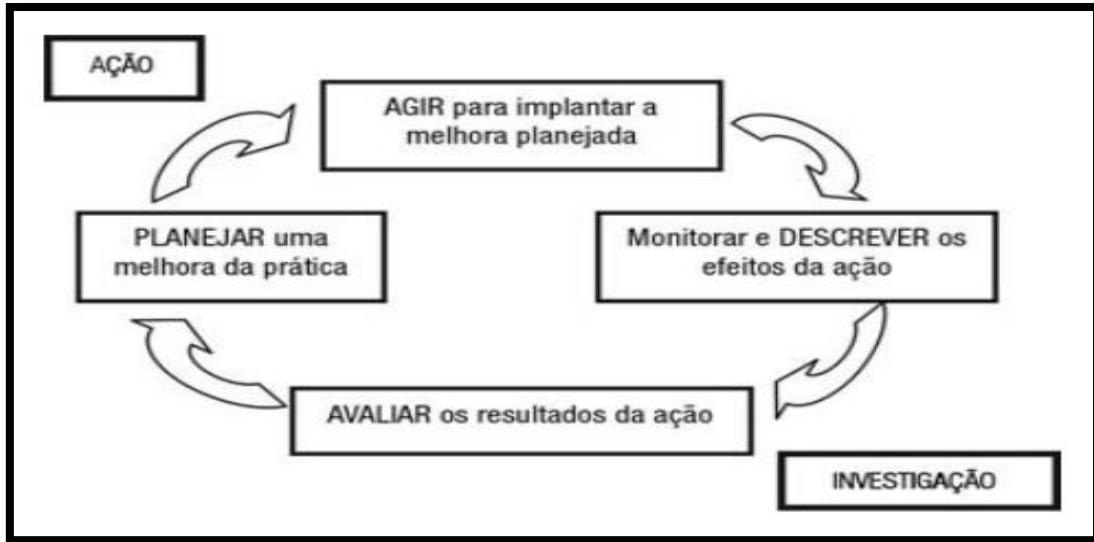 AÇÃO
AGIR para implantar a
melhora planejada
PLANEJAR uma
melhora da prática
Monitorar e DESCREVER os
efeitos da ação
AVALIAR os resultados da ação
INVESTIGAÇÃO